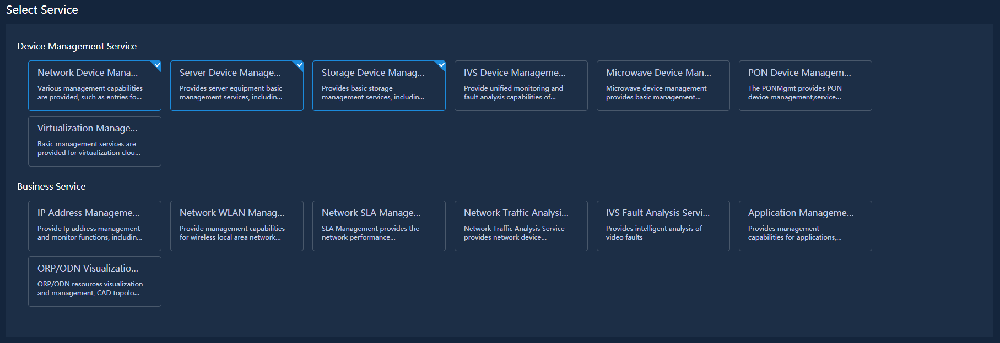 Select Service
Device Management Service
Network Device Mana...
Various management capabilities
are provided, such as entries fo...
Server Device Manage...
Provides server equipment basic
management services, includin...
Storage Device Manag...
Provides basic storage
management services, includin...
IVS Device Manageme...
Provide unified monitoring and
fault analysis capabilities of...
Microwave Device Man...
Microwave device management
provides basic management...
PON Device Managem...
The PONMgmt provides PON
device management,service...
Virtualization Manage...
Basic management services are
provided for virtualization clou...
Business Service
IP Address Manageme...
Provide Ip address management
and monitor functions, includin...
Network WLAN Manag...
Provide management capabilities
for wireless local area network...
Network SLA Manage...
SLA Management provides the
network performance...
Network Traffic Analysi...
Network Traffic Analysis Service
provides network device...
IVS Fault Analysis Servi...
Provides intelligent analysis of
video faults
Application Manageme...
Provides management
capabilities for applications,...
ORP/ODN Visualizatio...
ORP/ODN resources visualization
and management, CAD topolo...